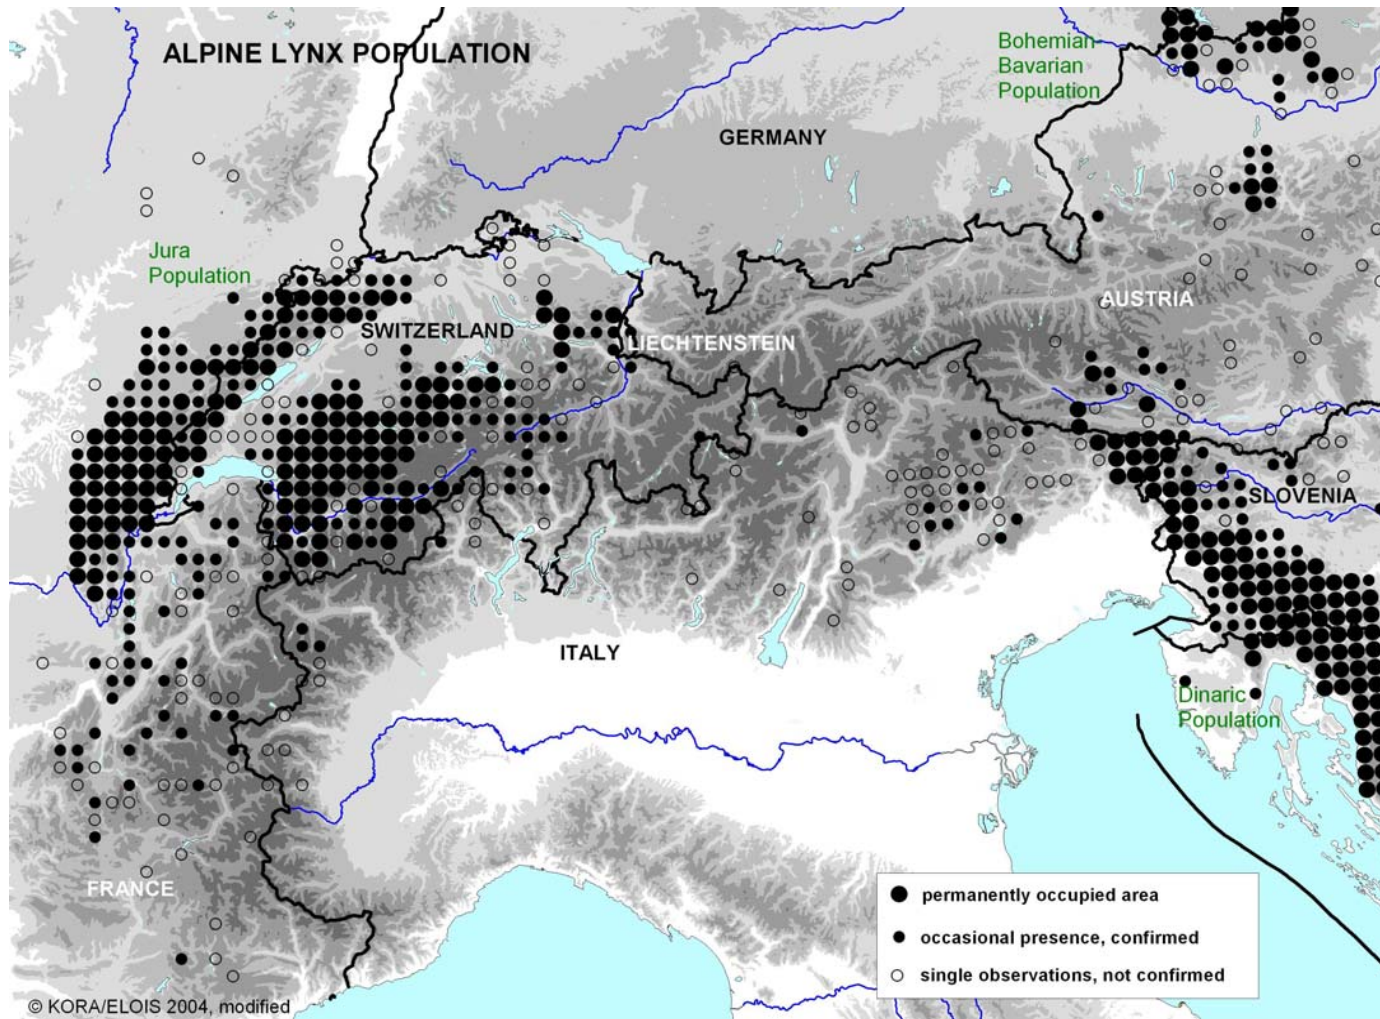 ALPINE LYNX POPULATION
Bohemian-
Bavarian
Population
GERMANY
Jura
Population
AUSTRIA
SWITZERLAND
LIECHTENSTEIN
SLOVENIA
ITALY
Dinaric
Population
FRANCE
permanently occupied area
occasional presence, confirmed
single observations, not confirmed
© KORA/ELOIS 2004, modified